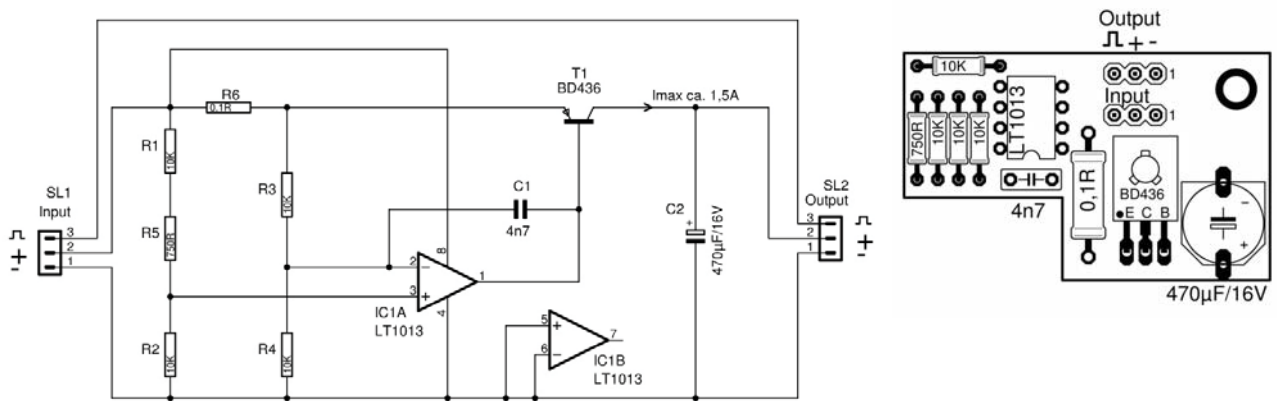 T1
BD436
R6
0,1R
Imax ca. 1,5A
R1
10K
R3
10K
C1
4n7
SL1
Input
3
2
1
R5
750R
C2
+
470µF/16V
SL2
Output
3
2
1
+
-
+
-
8
2
-
3
+
1
4
IC1A
LT1013
R2
10K
R4
10K
5
+
6
-
7
IC1B
LT1013
Output
+ -
1
Input
1
10K
750R
10K
10K
10K
LT1013
4n7
0,1R
BD436
E C B
-
+
470µF/16V